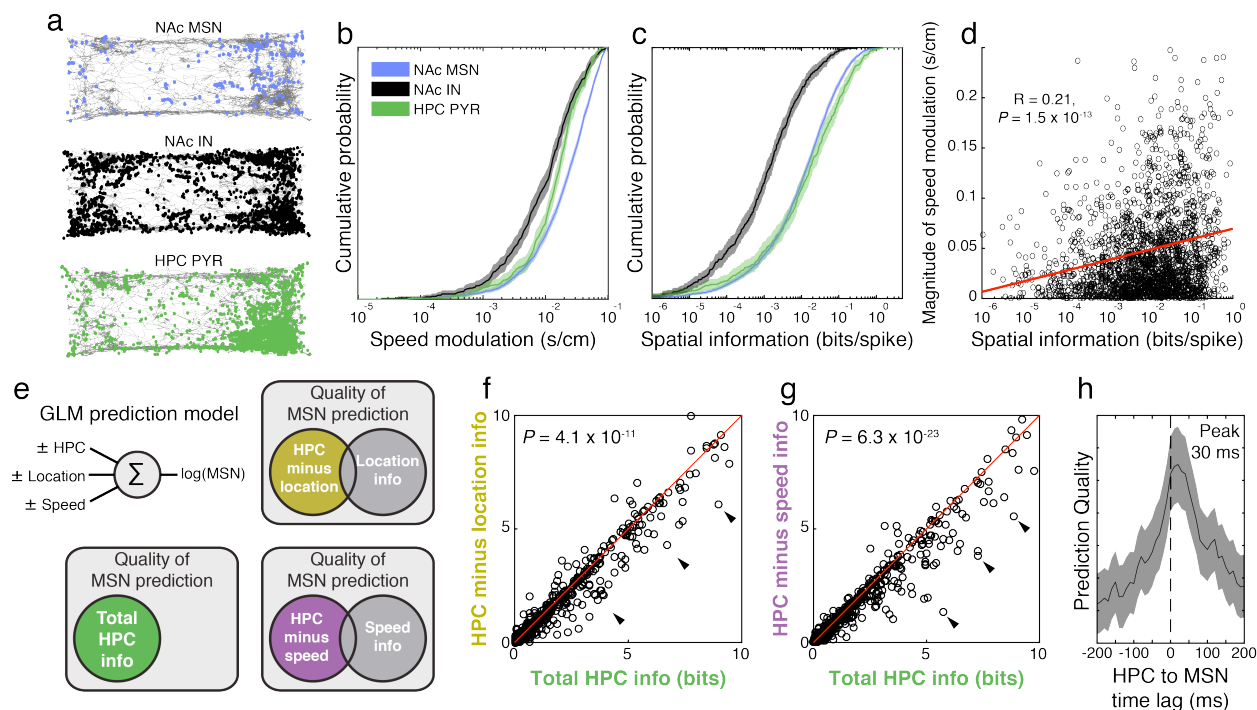 a
NAc MSN
NAc IN
HPC PYR
b
Cumulative probability
NAc MSN
NAc IN
HPC PYR
10^-5 10^-4 10^-3 10^-2 10^-1
Speed modulation (s/cm)
c
Cumulative probability
10^-5 10^-4 10^-3 10^-2 10^-1 10^0
Spatial information (bits/spike)
d
Magnitude of speed modulation (s/cm)
0.2
0.15
0.1
0.05
0
R = 0.21,
P = 1.5 x 10^-13
10^-6 10^-5 10^-4 10^-3 10^-2 10^-1 10^0
Spatial information (bits/spike)
e
GLM prediction model
± HPC
± Location
± Speed
Σ
log(MSN)
Quality of
MSN prediction
HPC
minus
location
Location
info
Quality of
MSN prediction
Total
HPC
info
Quality of
MSN prediction
HPC
minus
speed
Speed
info
f
HPC minus location info
10
5
0
P = 4.1 x 10^-11
0 5 10
Total HPC info (bits)
g
HPC minus speed info
10
5
0
P = 6.3 x 10^-23
0 5 10
Total HPC info (bits)
h
Prediction Quality
Peak
30 ms
-200 -100 0 100 200
HPC to MSN
time lag (ms)